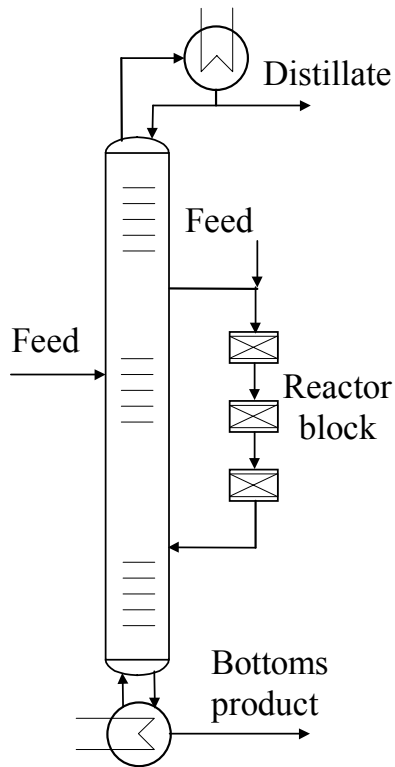 Distillate
Feed
Feed
Reactor
block
Bottoms
product